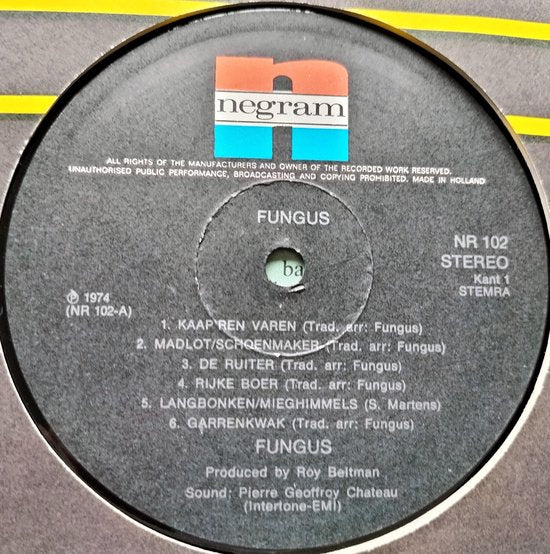 negram
ALL RIGHTS OF THE MANUFACTURERS AND OWNER OF THE RECORDED WORK RESERVED.
UNAUTHORISED PUBLIC PERFORMANCE, BROADCASTING AND COPYING PROHIBITED. MADE IN HOLLAND
FUNGUS
NR 102
STEREO
Kant 1
STEMRA
ba
℗ 1974
(NR 102-A)
1. KAAP'REN VAREN (Trad. arr: Fungus)
2. MADLOT/SCHOENMAKER (Trad. arr: Fungus)
3. DE RUITER (Trad. arr: Fungus)
4. RIJKE BOER (Trad. arr: Fungus)
5. LANGBONKEN/MIEGHIMMELS (S. Martens)
6. GARRENKWAK (Trad. arr: Fungus)
FUNGUS
Produced by Roy Beltman
Sound: Pierre Geoffroy Chateau
(Intertone-EMI)